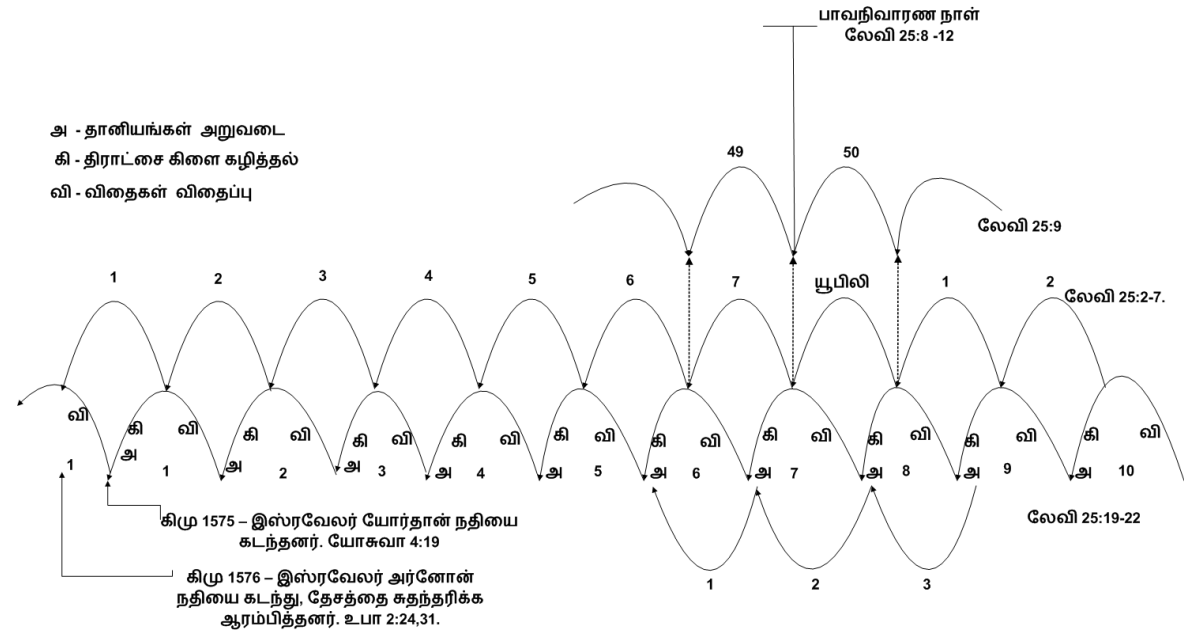 பாவநிவாரண நாள்
லேவி 25:8 -12
அ - தானியங்கள் அறுவடை
கி - திராட்சை கிளை கழித்தல்
வி - விதைகள் விதைப்பு
49 50
லேவி 25:9
1 2 3 4 5 6 7 யூபிலி 1 2
லேவி 25:2-7.
வி கி வி கி வி கி வி கி வி கி வி கி வி கி வி கி வி கி வி கி வி
அ அ அ அ அ அ அ அ அ அ
1 1 2 3 4 5 6 7 8 9 10
லேவி 25:19-22
கிமு 1575 – இஸ்ரவேலர் யோர்தான் நதியை
கடந்தனர். யோசுவா 4:19
1 2 3
கிமு 1576 – இஸ்ரவேலர் அர்னோன்
நதியை கடந்து, தேசத்தை சுதந்தரிக்க
ஆரம்பித்தனர். உபா 2:24,31.